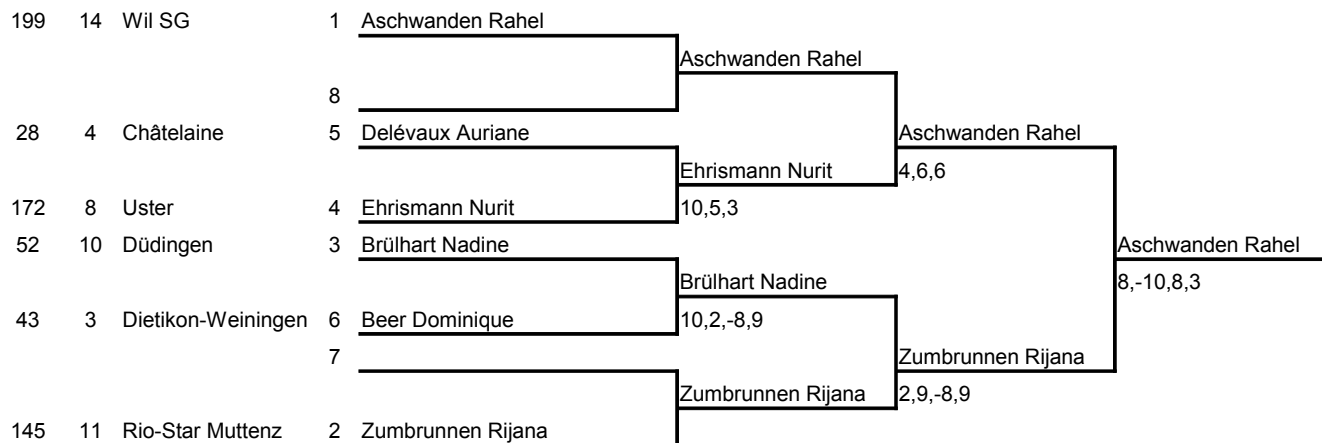 199 14 Wil SG 1 Aschwanden Rahel
Aschwanden Rahel
8
28 4 Châtelaine 5 Delévaux Auriane Aschwanden Rahel
Ehrismann Nurit 4,6,6
172 8 Uster 4 Ehrismann Nurit 10,5,3
52 10 Düdingen 3 Brülhart Nadine Aschwanden Rahel
Brülhart Nadine 8,-10,8,3
43 3 Dietikon-Weiningen 6 Beer Dominique 10,2,-8,9
7 Zumbrunnen Rijana
Zumbrunnen Rijana 2,9,-8,9
145 11 Rio-Star Muttenz 2 Zumbrunnen Rijana